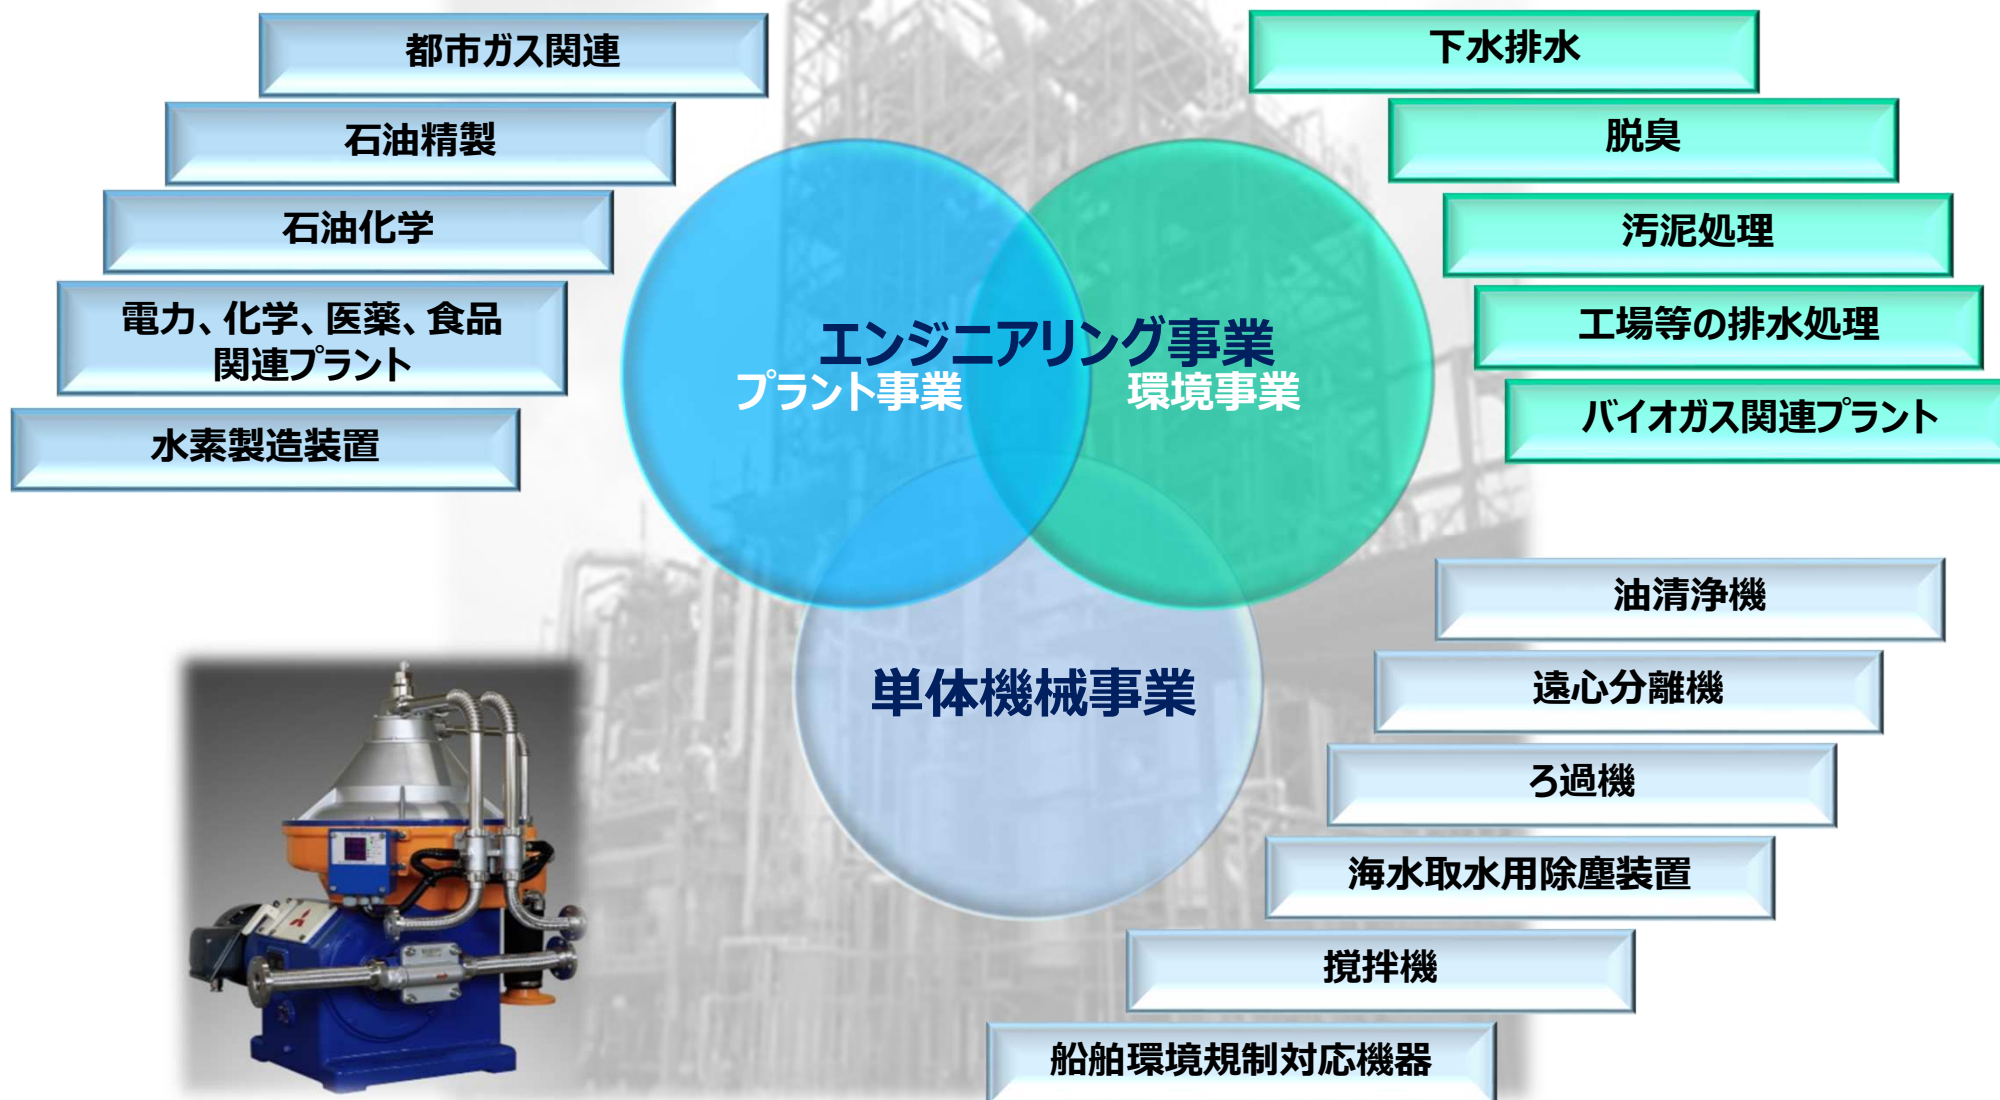 都市ガス関連
石油精製
石油化学
電力、化学、医薬、食品
関連プラント
水素製造装置
下水排水
脱臭
汚泥処理
工場等の排水処理
バイオガス関連プラント
エンジニアリング事業
プラント事業
環境事業
単体機械事業
油清浄機
遠心分離機
ろ過機
海水取水用除塵装置
撹拌機
船舶環境規制対応機器